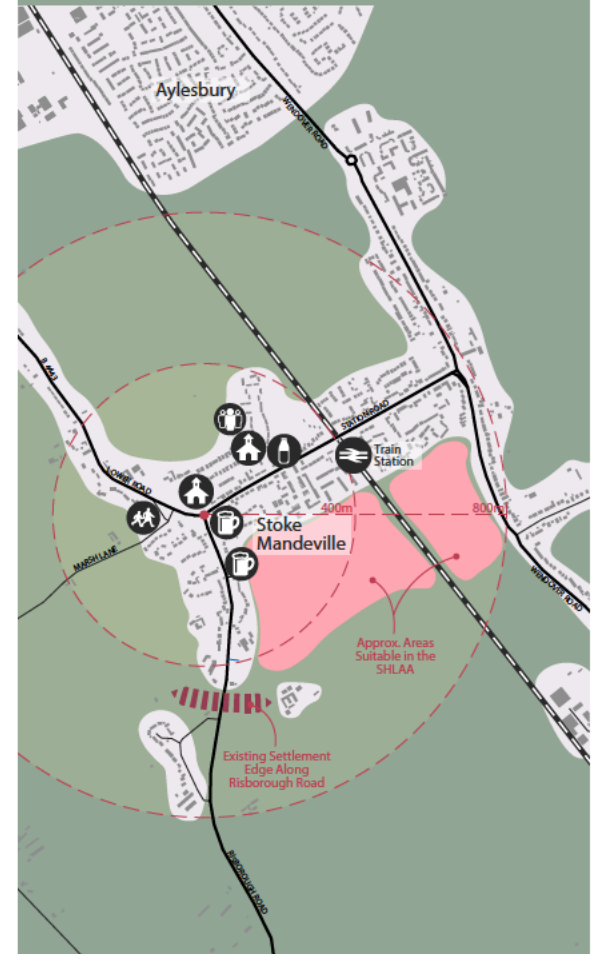 Aylesbury
WENDOVER ROAD
B 4443
STATION ROAD
Train
Station
LOWER ROAD
400m
800m
Stoke
Mandeville
MARSH LANE
WENDOVER ROAD
Approx. Areas
Suitable in the
SHLAA
Existing Settlement
Edge Along
Risborough Road
RISBOROUGH ROAD